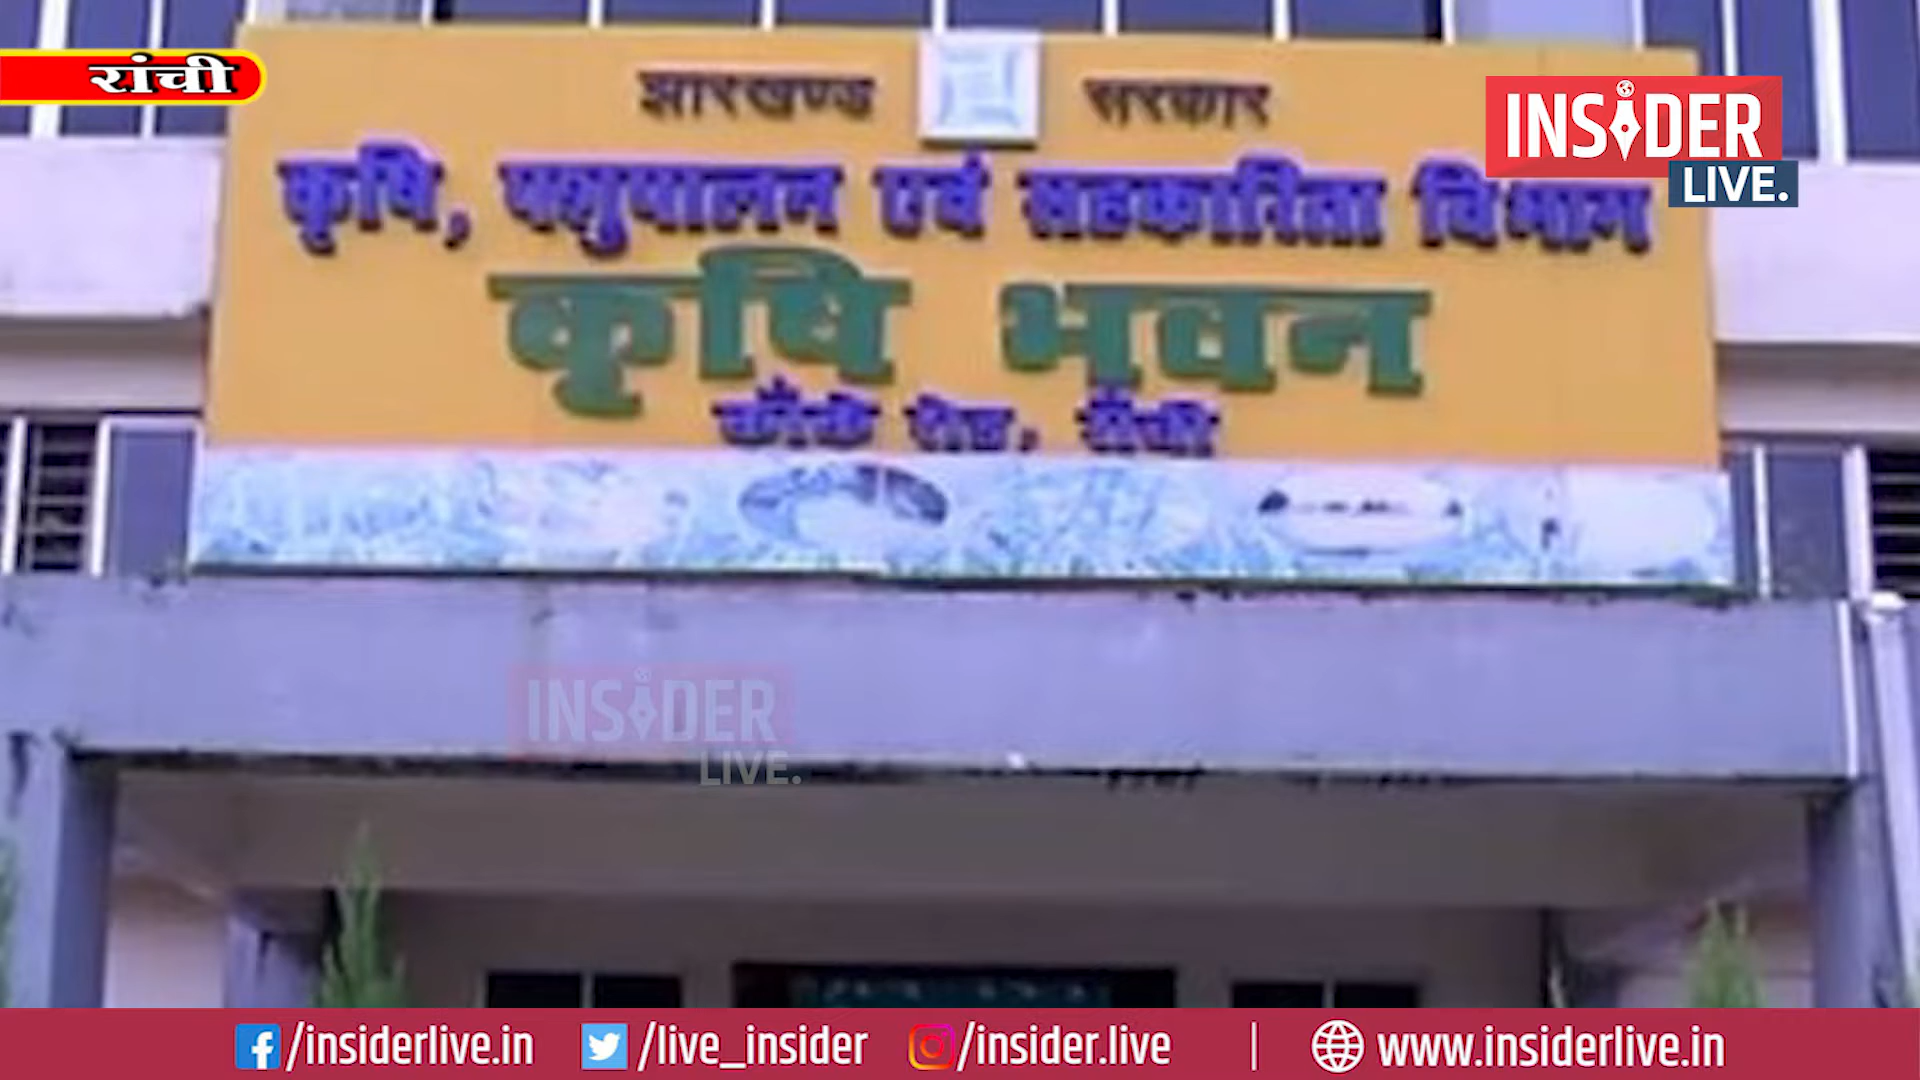 रांची
झारखण्ड सरकार
INSiDER
LIVE.
कृषि, पशुपालन एवं सहकारिता विभाग
कृषि भवन
काँके रोड, राँची
INSiDER
LIVE.
/insiderlive.in /live_insider /insider.live | www.insiderlive.in